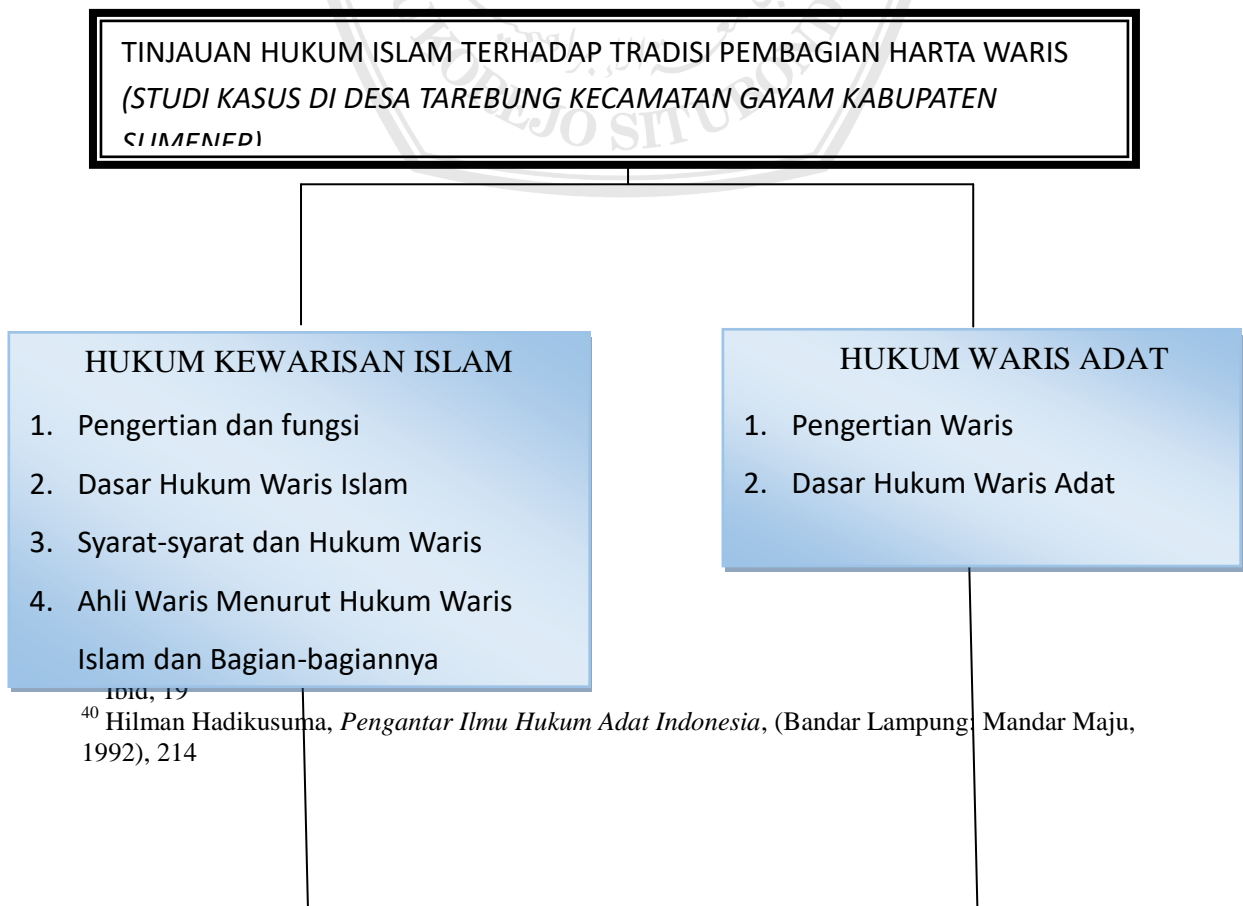 TINJAUAN HUKUM ISLAM TERHADAP TRADISI PEMBAGIAN HARTA WARIS
(STUDI KASUS DI DESA TAREBUNG KECAMATAN GAYAM KABUPATEN
SUMENEP)
HUKUM KEWARISAN ISLAM
1. Pengertian dan fungsi
2. Dasar Hukum Waris Islam
3. Syarat-syarat dan Hukum Waris
4. Ahli Waris Menurut Hukum Waris
Islam dan Bagian-bagiannya
HUKUM WARIS ADAT
1. Pengertian Waris
2. Dasar Hukum Waris Adat
Ibid, 19
40 Hilman Hadikusuma, Pengantar Ilmu Hukum Adat Indonesia, (Bandar Lampung: Mandar Maju,
1992), 214